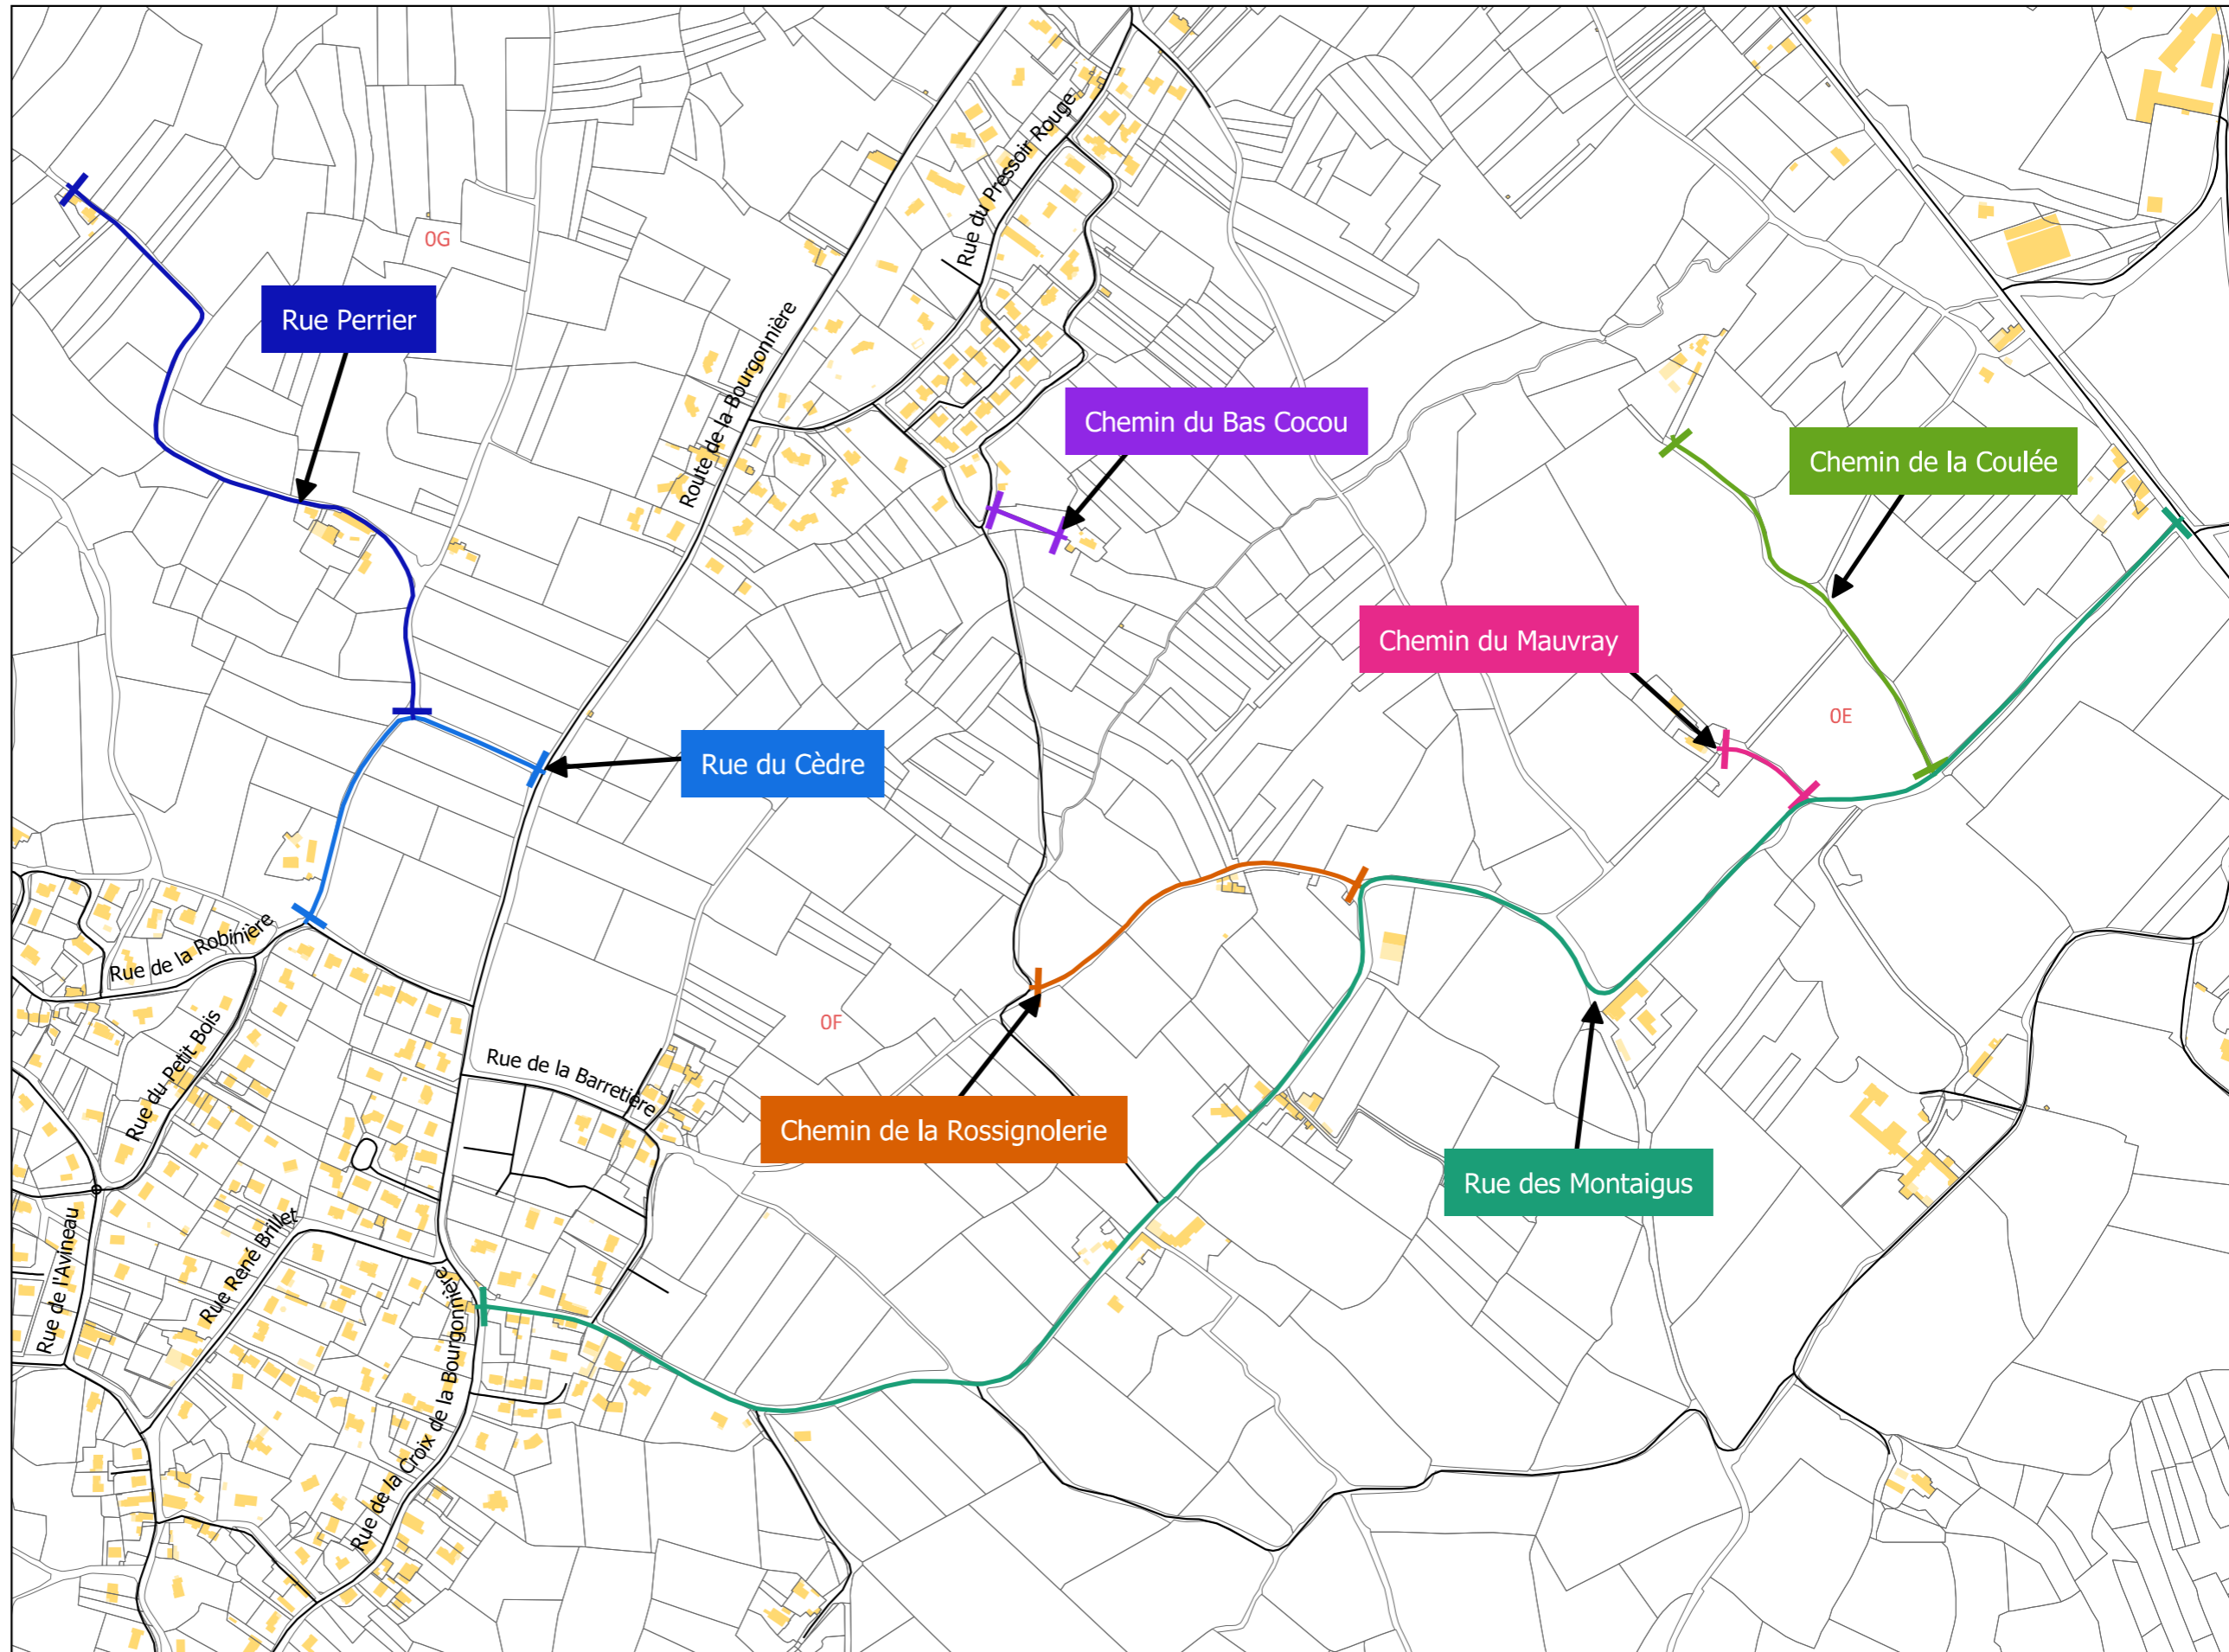 Rue du Pressoir Rouge
0G
Rue Perrier
Route de la Bourgonnière
Chemin du Bas Cocou
Chemin de la Coulée
Chemin du Mauvray
0E
Rue du Cèdre
Rue de la Robinière
0F
Rue du Petit Bois
Rue de la Barretière
Chemin de la Rossignolerie
Rue des Montaigus
Rue de l'Avineau
Rue René Brillet
Rue de la Croix de la Bourgonnière